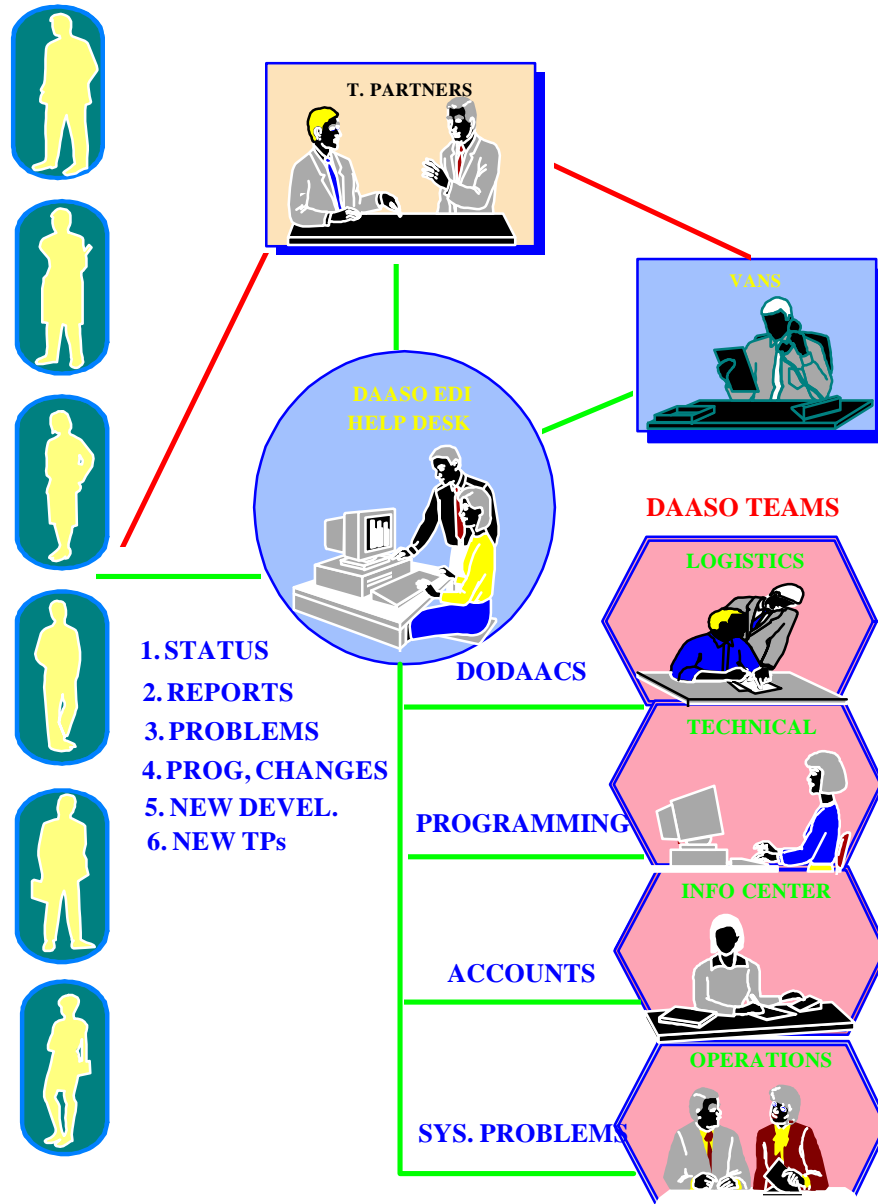 T. PARTNERS
VANS
DAASO EDI
HELP DESK
DAASO TEAMS
LOGISTICS
1. STATUS
2. REPORTS
3. PROBLEMS
4. PROG, CHANGES
5. NEW DEVEL.
6. NEW TPs
DODAACS
TECHNICAL
PROGRAMMING
INFO CENTER
ACCOUNTS
OPERATIONS
SYS. PROBLEMS